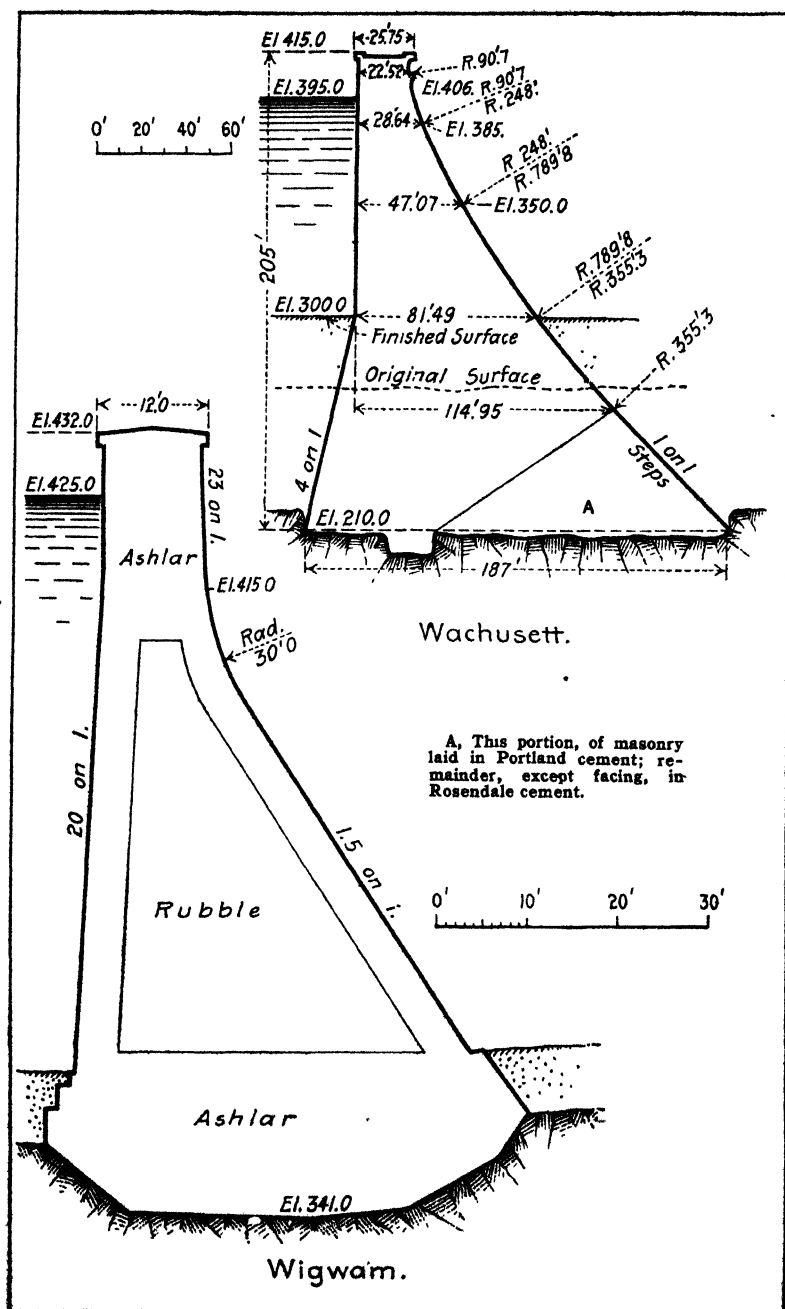 El 415.0
25.'75
22.'52
R.90.'7
El.406.
El.395.0
R.90.'7
R.248.'
28.'64
El.385.
0' 20' 40' 60'
R 248.'
R.789.'8
47.'07
El.350.0
205'
R.789.'8
R.355.'3
El.300.0
81.'49
Finished Surface
R.355.'3
Original Surface
114.'95
4 on 1
1 on 1
Steps
El.210.0
A
187'
Wachusett.
12.'0
El.432.0
23 on 1.
El.425.0
Ashlar
El.415.0
Rad.
30.'0
A, This portion, of masonry
laid in Portland cement; re-
mainder, except facing, in
Rosendale cement.
20 on 1.
1.5 on 1.
0' 10' 20' 30'
Rubble
Ashlar
El.341.0
Wigwam.